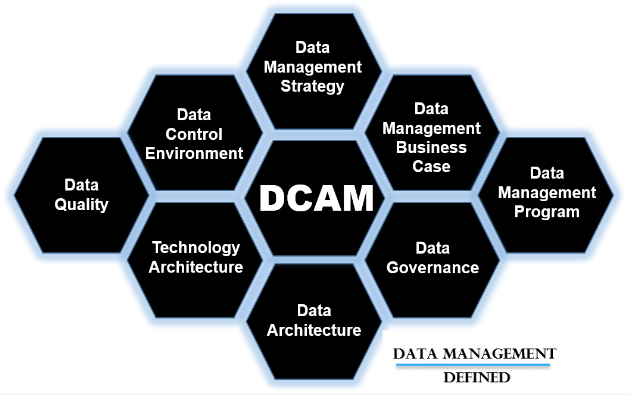 Data
Management
Strategy
Data
Control
Environment
Data
Management
Business
Case
Data
Quality
DCAM
Data
Management
Program
Technology
Architecture
Data
Governance
Data
Architecture
DATA MANAGEMENT
DEFINED